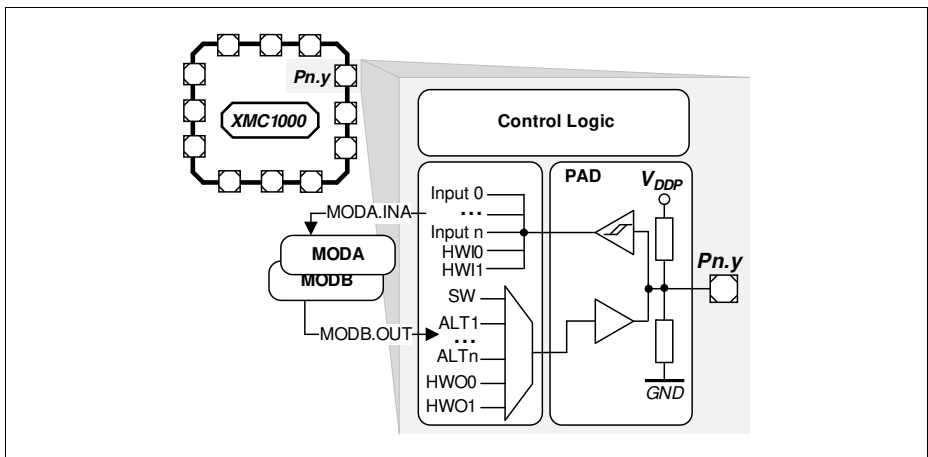 Pn.y
XMC1000
Control Logic
PAD
VDDP
Input 0
...
Input n
HWI0
HWI1
MODA.INA
MODA
MODB
MODB.OUT
SW
ALT1
...
ALTn
HWO0
HWO1
Pn.y
GND